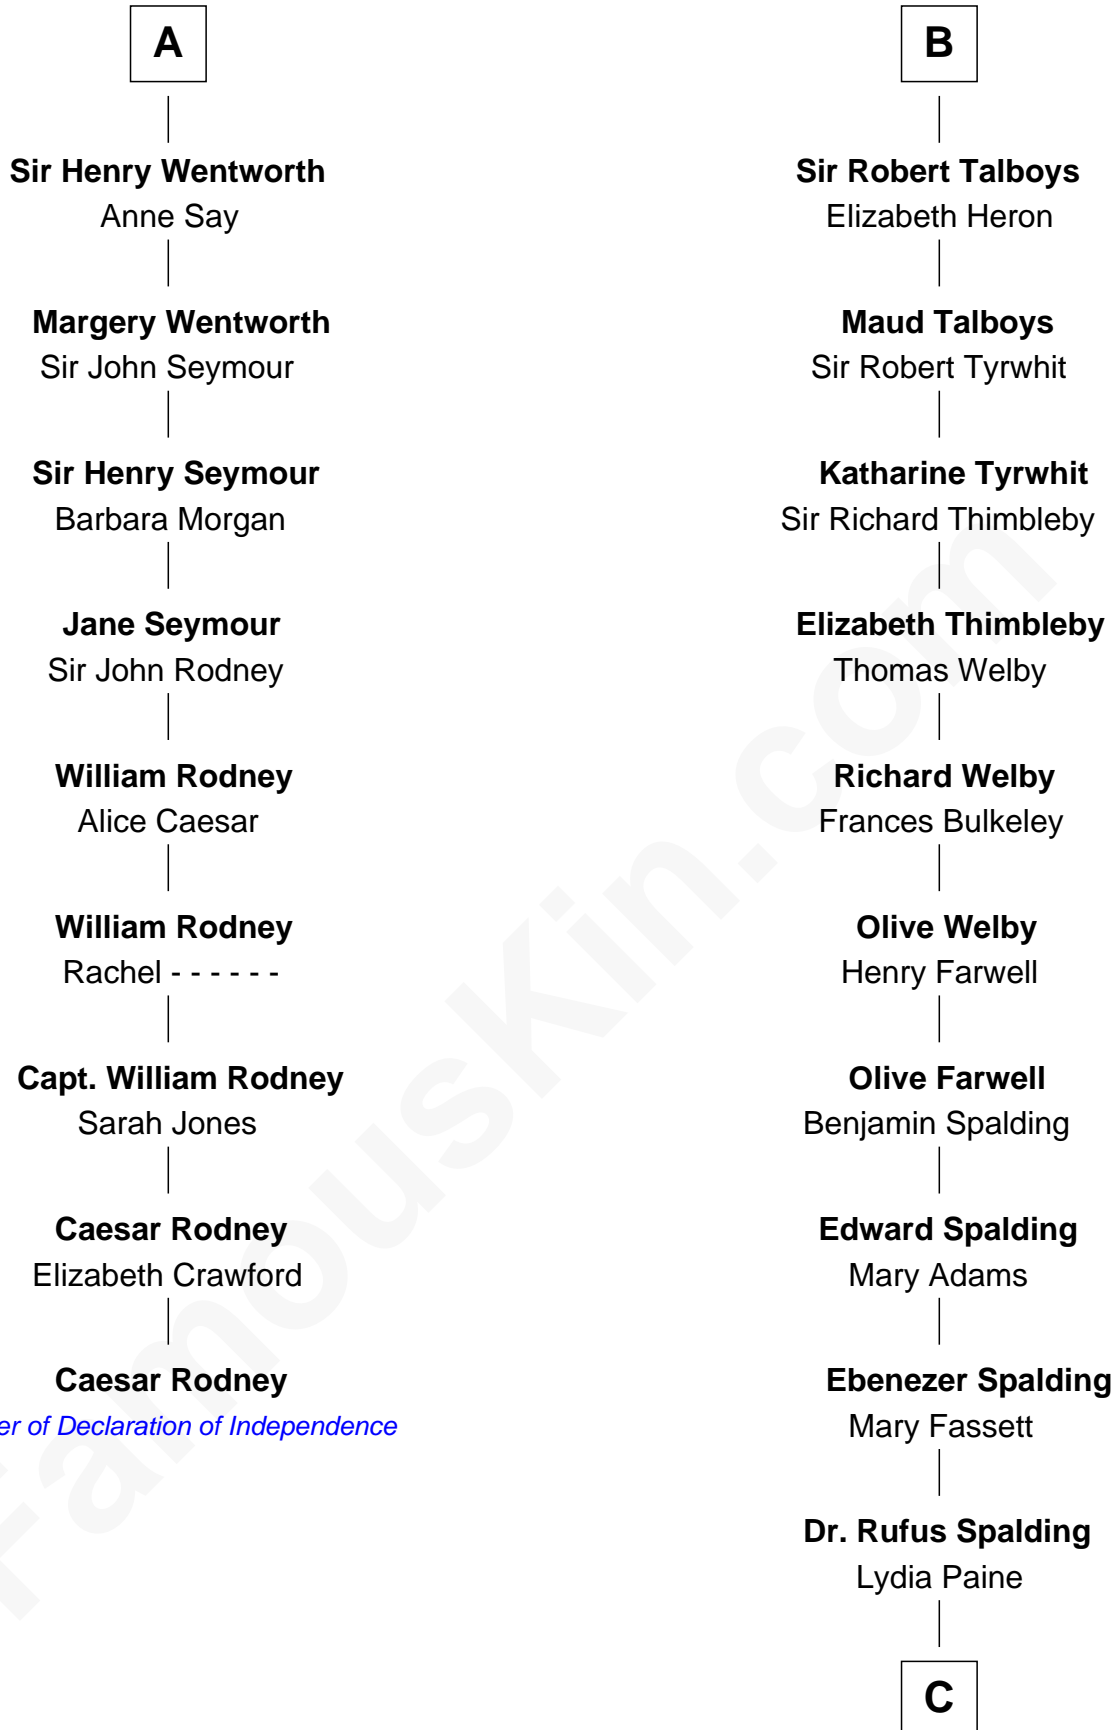 A
Sir Henry Wentworth
Anne Say
Margery Wentworth
Sir John Seymour
Sir Henry Seymour
Barbara Morgan
Jane Seymour
Sir John Rodney
William Rodney
Alice Caesar
William Rodney
Rachel - - - - - -
Capt. William Rodney
Sarah Jones
Caesar Rodney
Elizabeth Crawford
Caesar Rodney
er of Declaration of Independence
B
Sir Robert Talboys
Elizabeth Heron
Maud Talboys
Sir Robert Tyrwhit
Katharine Tyrwhit
Sir Richard Thimbleby
Elizabeth Thimbleby
Thomas Welby
Richard Welby
Frances Bulkeley
Olive Welby
Henry Farwell
Olive Farwell
Benjamin Spalding
Edward Spalding
Mary Adams
Ebenezer Spalding
Mary Fassett
Dr. Rufus Spalding
Lydia Paine
C
FamousKin.com